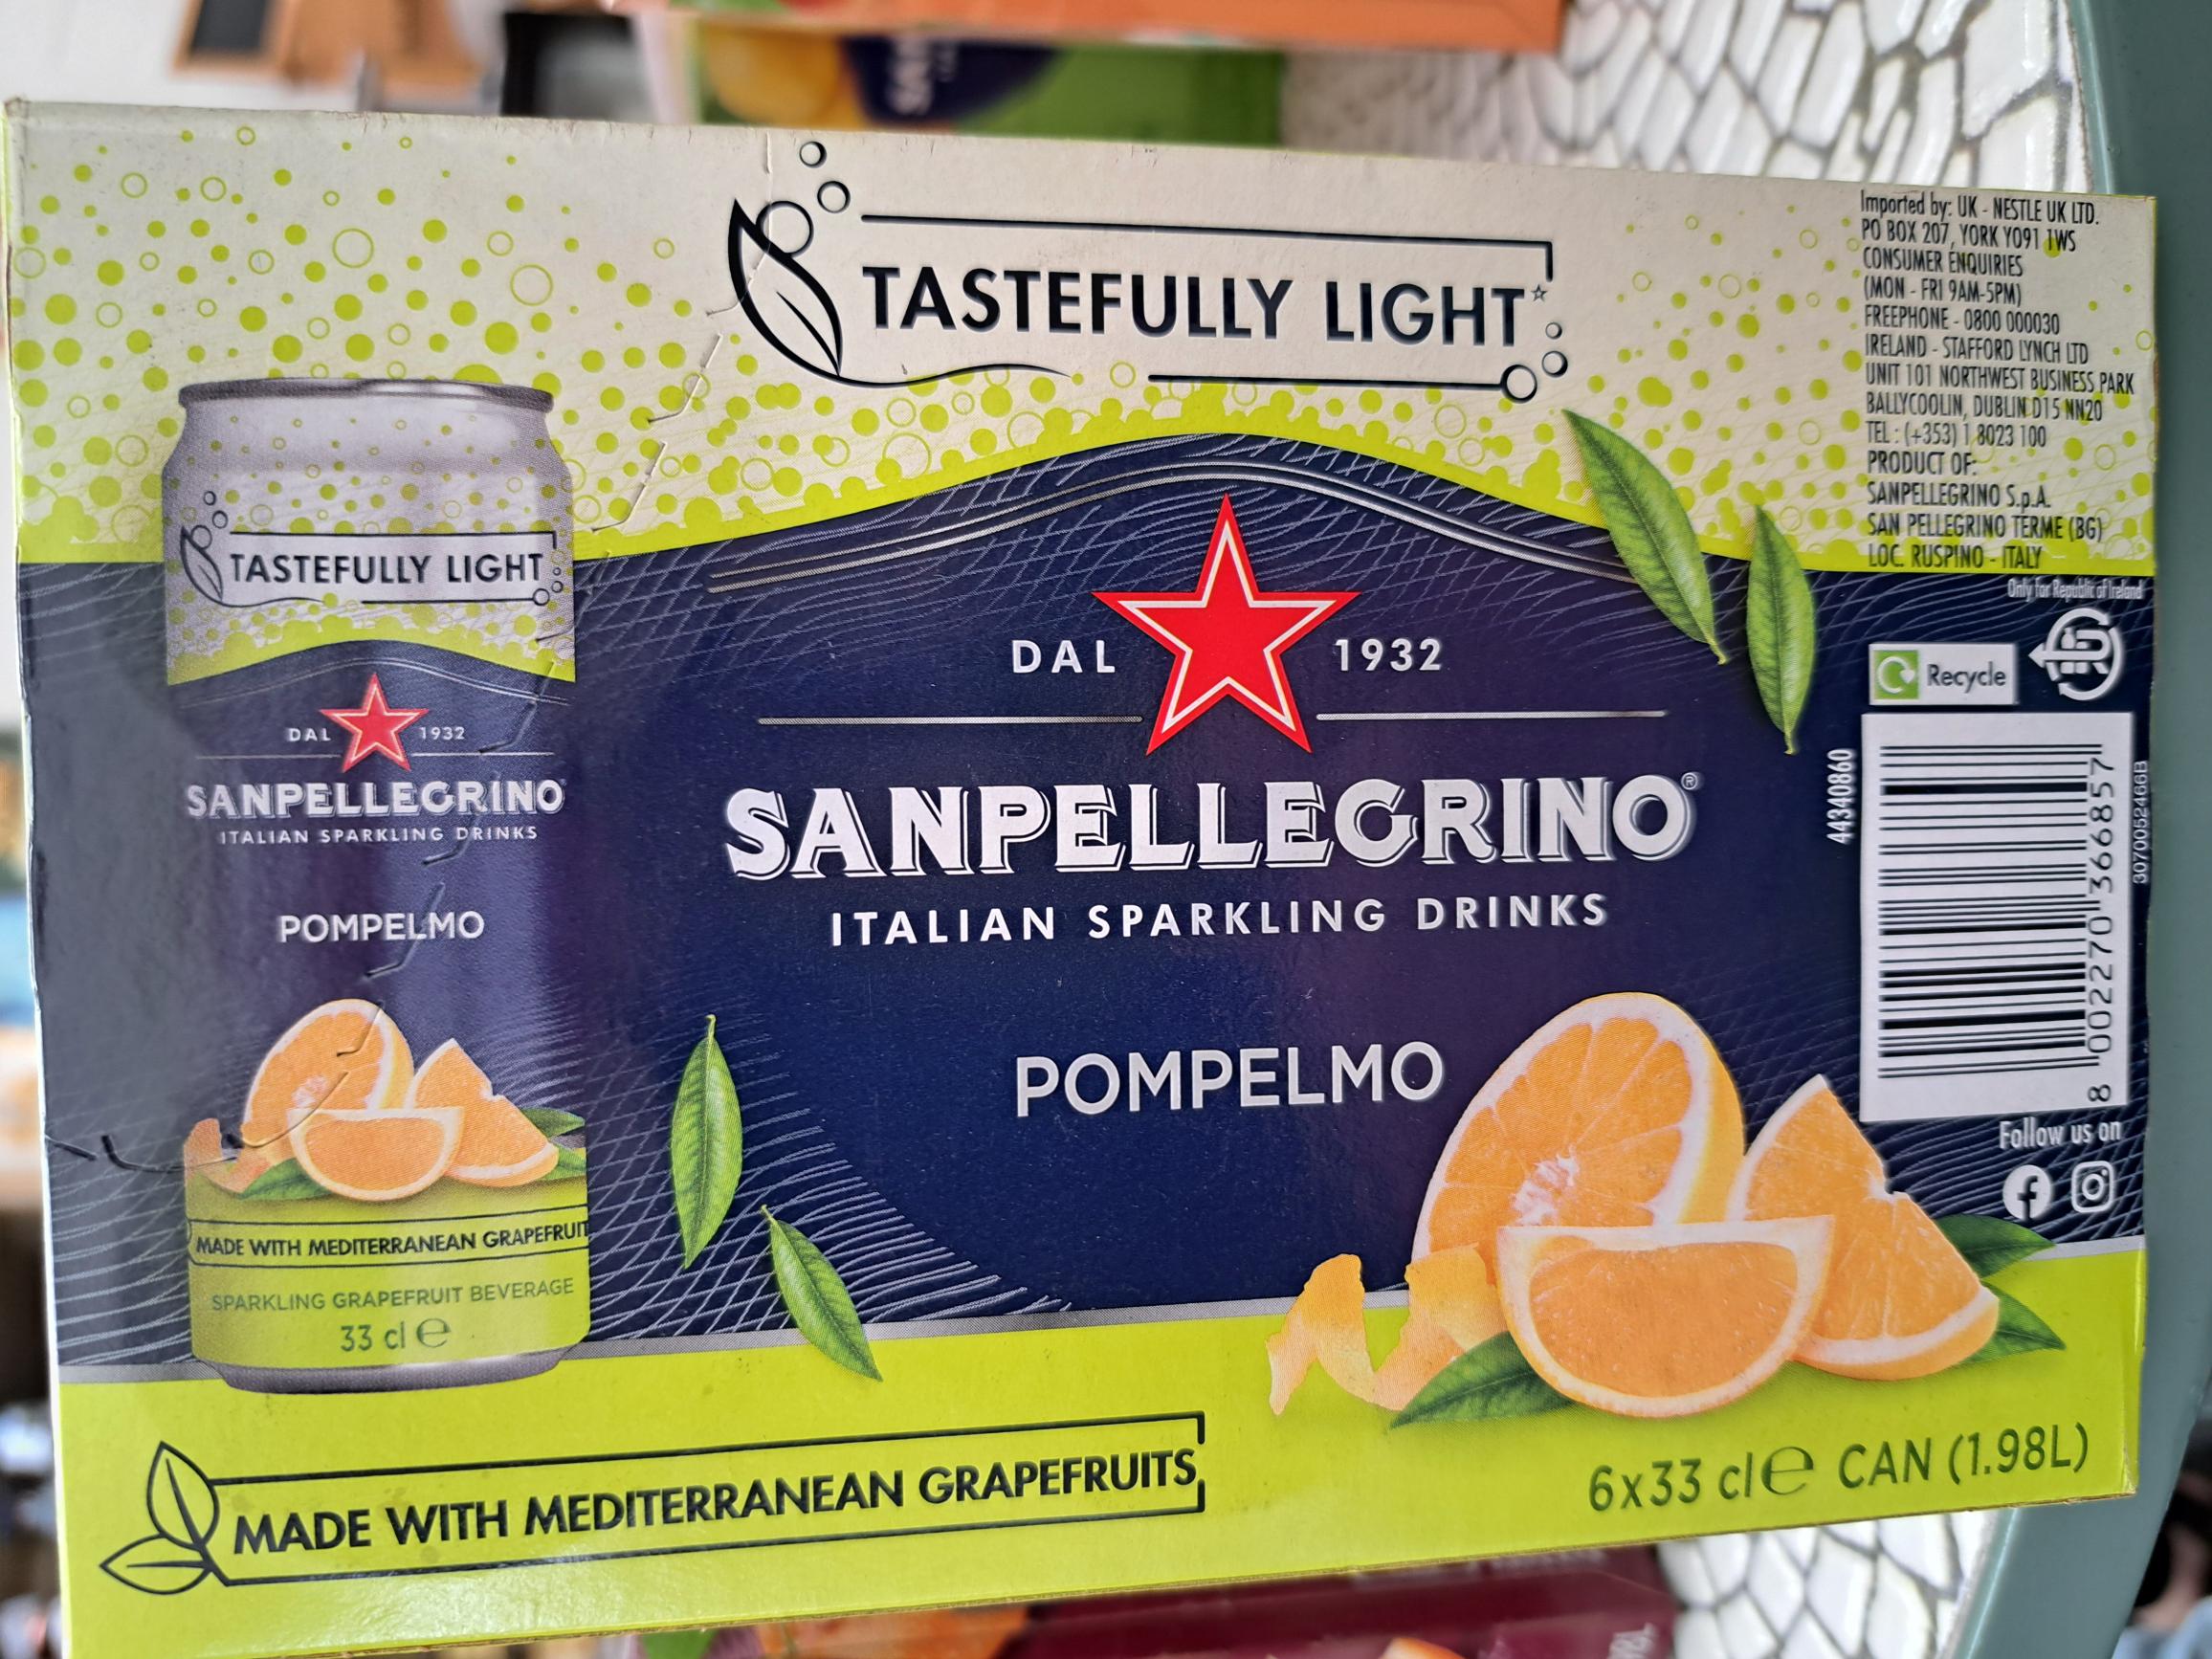 TASTEFULLY LIGHT*
Imported by: UK - NESTLE UK LTD.
PO BOX 207, YORK YO91 1WS
CONSUMER ENQUIRIES
(MON - FRI 9AM-5PM)
FREEPHONE - 0800 000030
IRELAND - STAFFORD LYNCH LTD
UNIT 101 NORTHWEST BUSINESS PARK
BALLYCOOLIN, DUBLIN D15 NN20
TEL : (+353) 1 8023 100
PRODUCT OF:
SANPELLEGRINO S.p.A.
SAN PELLEGRINO TERME (BG)
LOC. RUSPINO - ITALY
Only for Republic of Ireland
Recycle
TASTEFULLY LIGHT
DAL 1932
SANPELLEGRINO
ITALIAN SPARKLING DRINKS
POMPELMO
MADE WITH MEDITERRANEAN GRAPEFRUIT
SPARKLING GRAPEFRUIT BEVERAGE
33 cl e
DAL 1932
SANPELLEGRINO®
ITALIAN SPARKLING DRINKS
POMPELMO
44340860
8 002270 366857
3070052466B
Follow us on
MADE WITH MEDITERRANEAN GRAPEFRUITS
6x33 cl e CAN (1.98L)